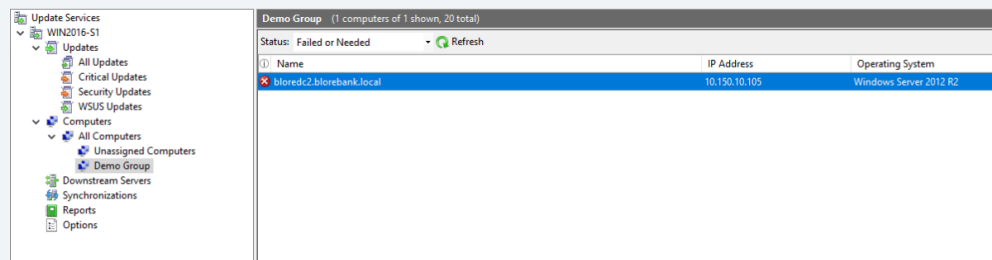 Update Services
WIN2016-S1
Updates
All Updates
Critical Updates
Security Updates
WSUS Updates
Computers
All Computers
Unassigned Computers
Demo Group
Downstream Servers
Synchronizations
Reports
Options
Demo Group (1 computers of 1 shown, 20 total)
Status: Failed or Needed Refresh
Name IP Address Operating System
bloredc2.blorebank.local 10.150.10.105 Windows Server 2012 R2